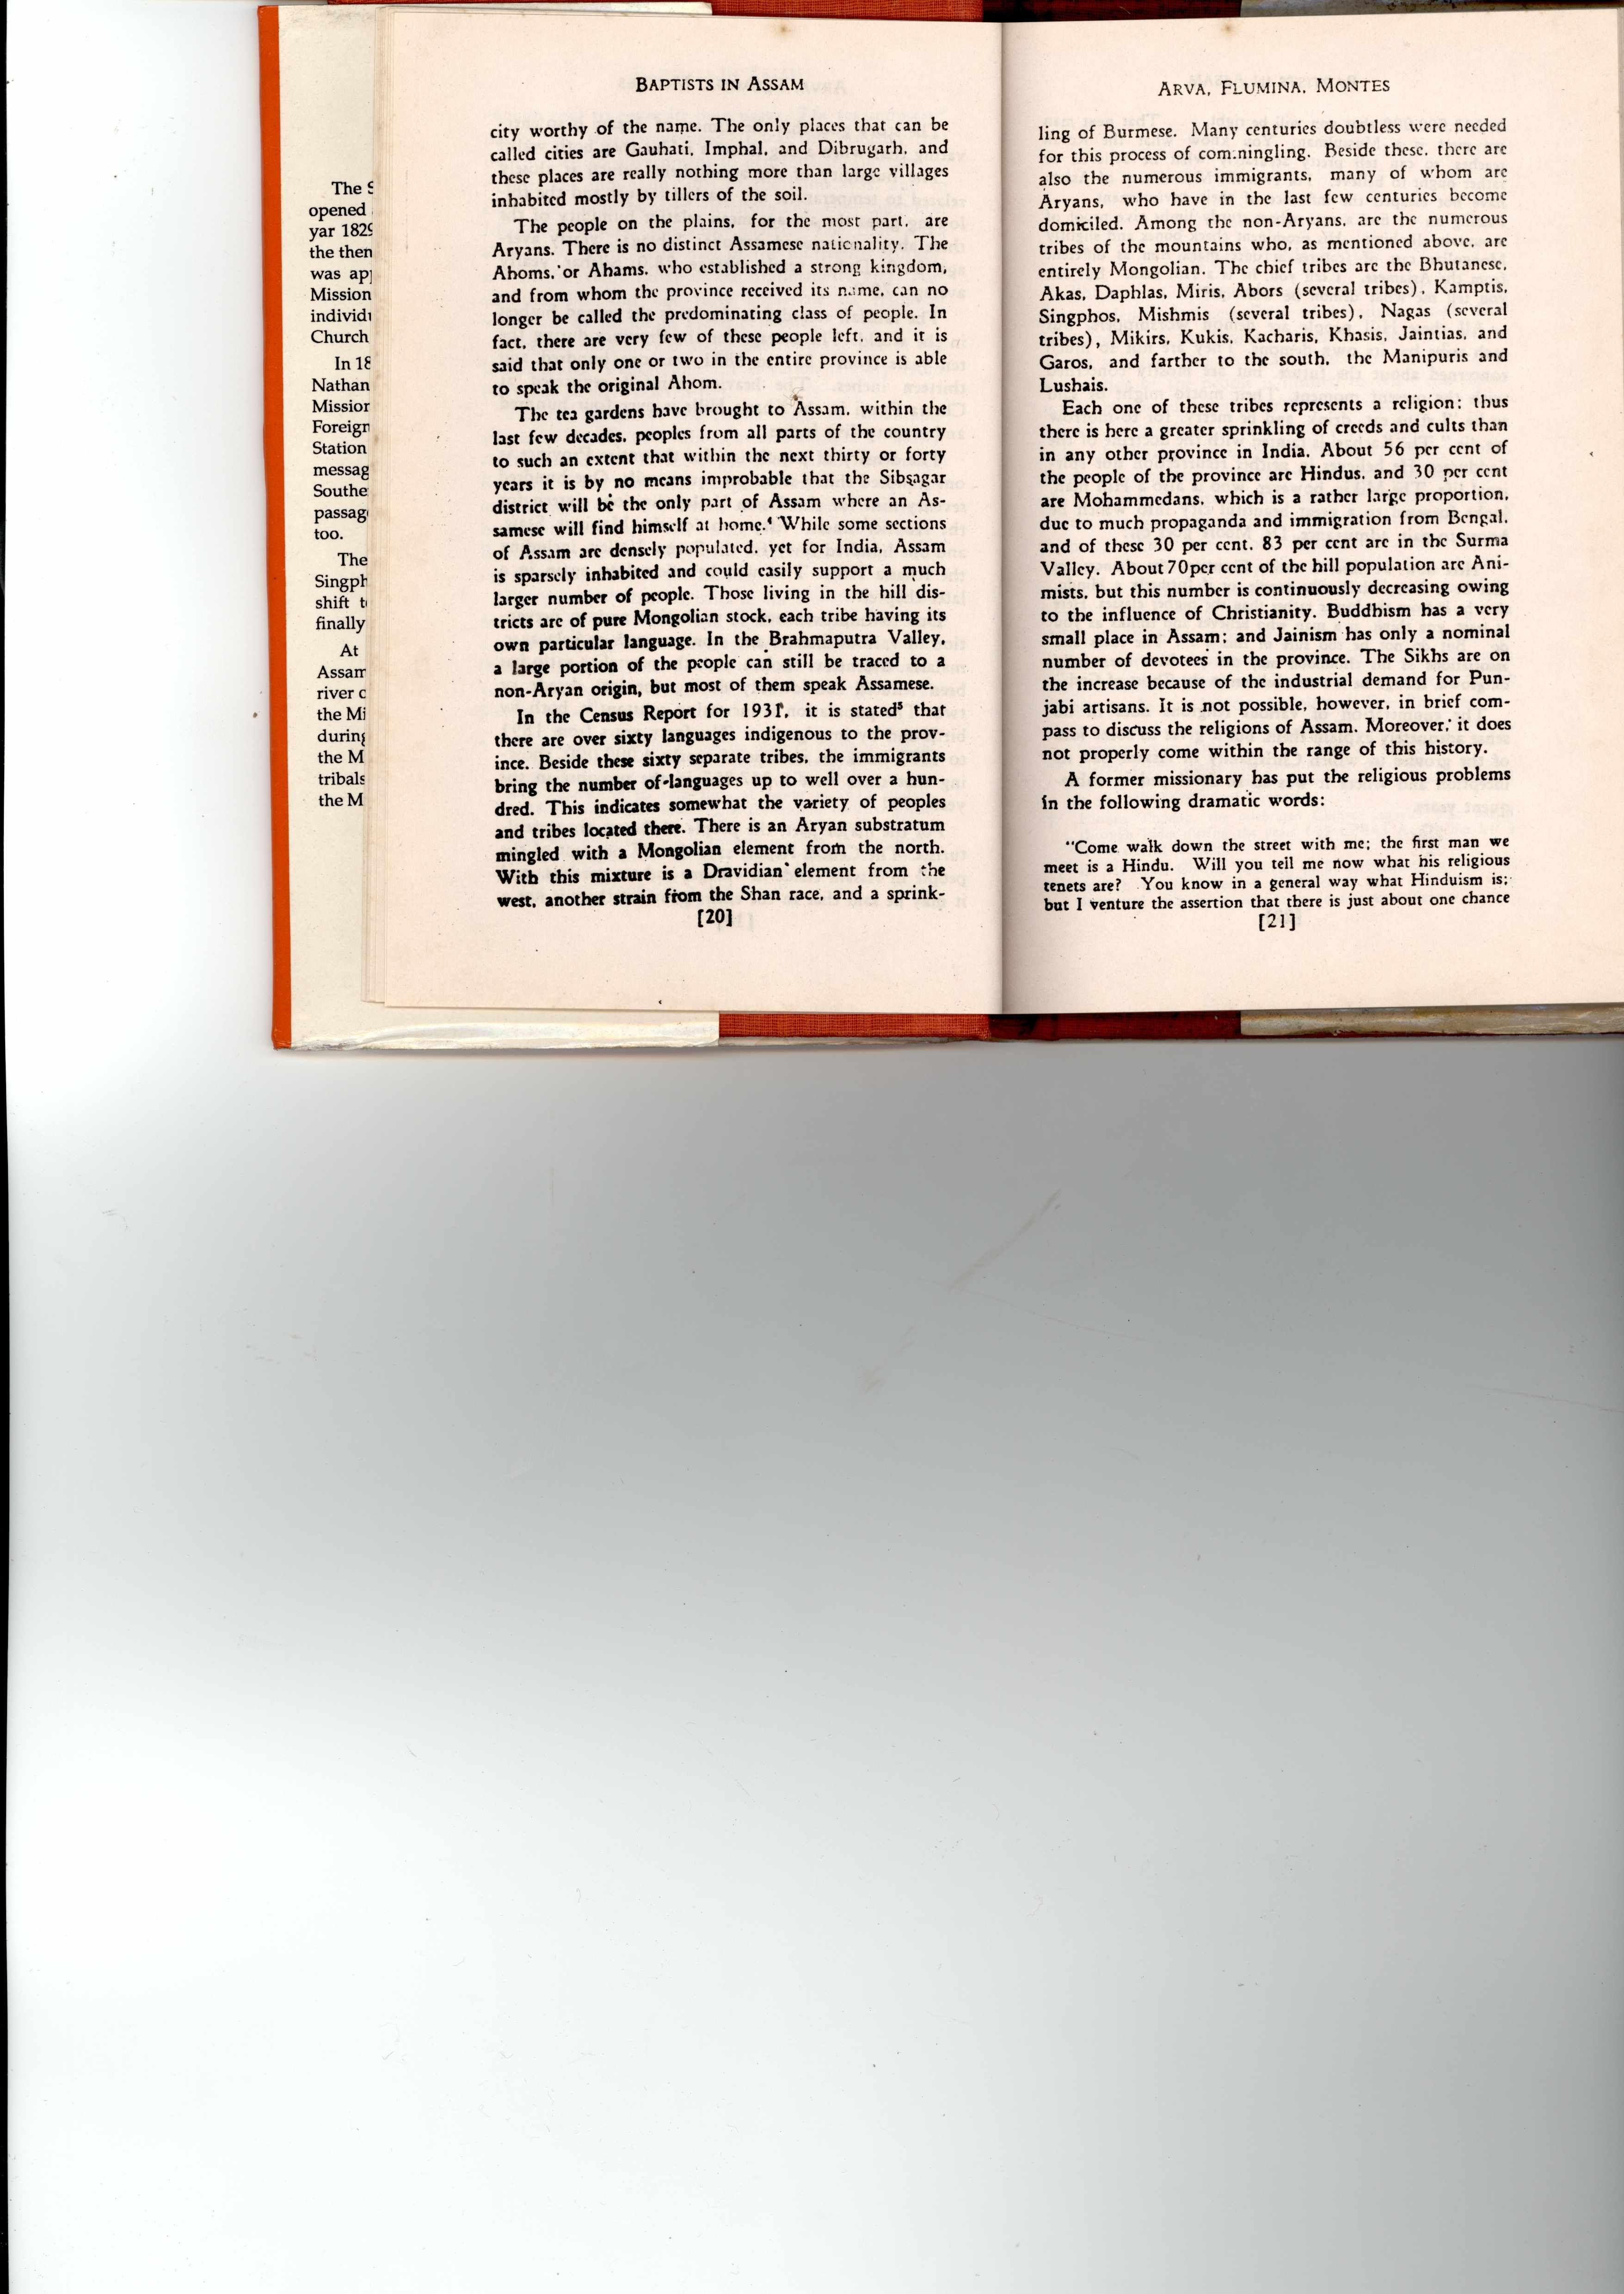 The
opened
yar 1829
the then
was ap
Mission
individ
Church
In 18
Nathan
Mission
Foreign
Station
messag
Southe
passag
too.
The
Singph
shift t
finally
At
Assam
river
the Mi
during
the M
tribals
the M
BAPTISTS IN ASSAM
city worthy of the name. The only places that can be
called cities are Gauhati, Imphal, and Dibrugarh, and
these places are really nothing more than large villages
inhabited mostly by tillers of the soil.
The people on the plains, for the most part, are
Aryans. There is no distinct Assamese nationality. The
Ahoms, or Ahams, who established a strong kingdom,
and from whom the province received its name, can no
longer be called the predominating class of people. In
fact, there are very few of these people left, and it is
said that only one or two in the entire province is able
to speak the original Ahom.
The tea gardens have brought to Assam, within the
last few decades, peoples from all parts of the country
to such an extent that within the next thirty or forty
years it is by no means improbable that the Sibsagar
district will be the only part of Assam where an As-
samese will find himself at home.⁴ While some sections
of Assam are densely populated, yet for India, Assam
is sparsely inhabited and could easily support a much
larger number of people. Those living in the hill dis-
tricts are of pure Mongolian stock, each tribe having its
own particular language. In the Brahmaputra Valley,
a large portion of the people can still be traced to a
non-Aryan origin, but most of them speak Assamese.
In the Census Report for 1931, it is stated⁵ that
there are over sixty languages indigenous to the prov-
ince. Beside these sixty separate tribes, the immigrants
bring the number of languages up to well over a hun-
dred. This indicates somewhat the variety of peoples
and tribes located there. There is an Aryan substratum
mingled with a Mongolian element from the north.
With this mixture is a Dravidian element from the
west, another strain from the Shan race, and a sprink-
[20]
ARVA, FLUMINA, MONTES
ling of Burmese. Many centuries doubtless were needed
for this process of commingling. Beside these, there are
also the numerous immigrants, many of whom are
Aryans, who have in the last few centuries become
domiciled. Among the non-Aryans, are the numerous
tribes of the mountains who, as mentioned above, are
entirely Mongolian. The chief tribes are the Bhutanese,
Akas, Daphlas, Miris, Abors (several tribes), Kamptis,
Singphos, Mishmis (several tribes), Nagas (several
tribes), Mikirs, Kukis, Kacharis, Khasis, Jaintias, and
Garos, and farther to the south, the Manipuris and
Lushais.
Each one of these tribes represents a religion; thus
there is here a greater sprinkling of creeds and cults than
in any other province in India. About 56 per cent of
the people of the province are Hindus, and 30 per cent
are Mohammedans, which is a rather large proportion,
due to much propaganda and immigration from Bengal,
and of these 30 per cent, 83 per cent are in the Surma
Valley. About 70 per cent of the hill population are Ani-
mists, but this number is continuously decreasing owing
to the influence of Christianity. Buddhism has a very
small place in Assam; and Jainism has only a nominal
number of devotees in the province. The Sikhs are on
the increase because of the industrial demand for Pun-
jabi artisans. It is not possible, however, in brief com-
pass to discuss the religions of Assam. Moreover, it does
not properly come within the range of this history.
A former missionary has put the religious problems
in the following dramatic words:
"Come walk down the street with me; the first man we
meet is a Hindu. Will you tell me now what his religious
tenets are? You know in a general way what Hinduism is;
but I venture the assertion that there is just about one chance
[21]